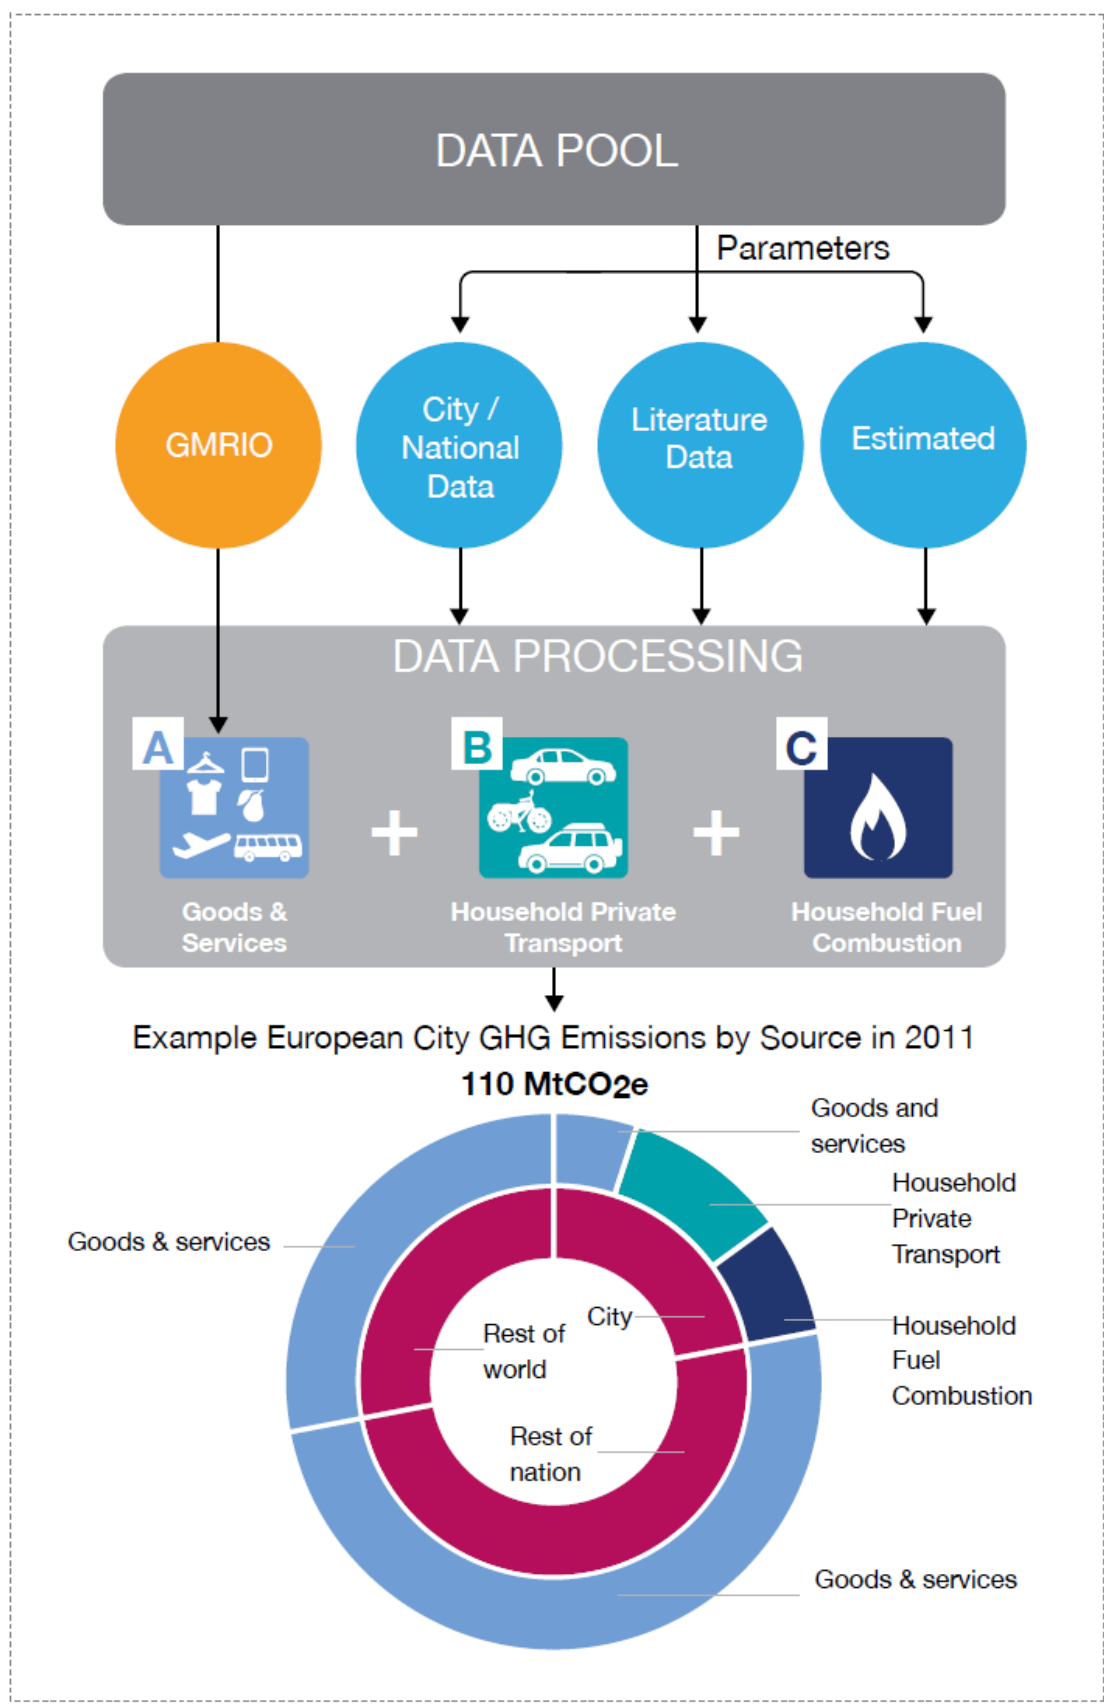 DATA POOL
Parameters
GMRIO
City /
National
Data
Literature
Data
Estimated
DATA PROCESSING
A
B
C
+
+
Goods &
Services
Household Private
Transport
Household Fuel
Combustion
Example European City GHG Emissions by Source in 2011
110 MtCO2e
Goods and
services
Household
Private
Transport
Goods & services
City
Rest of
world
Household
Fuel
Combustion
Rest of
nation
Goods & services